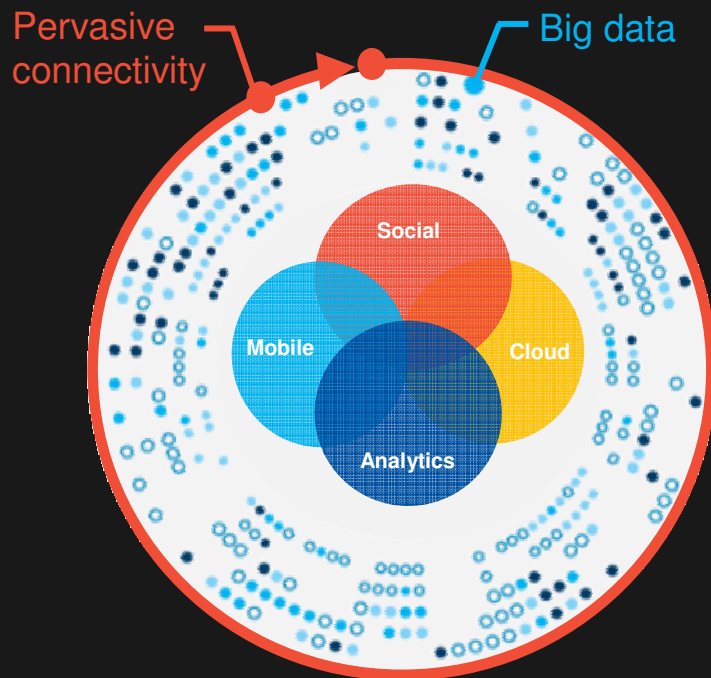 Pervasive
connectivity
Big data
Social
Mobile
Cloud
Analytics